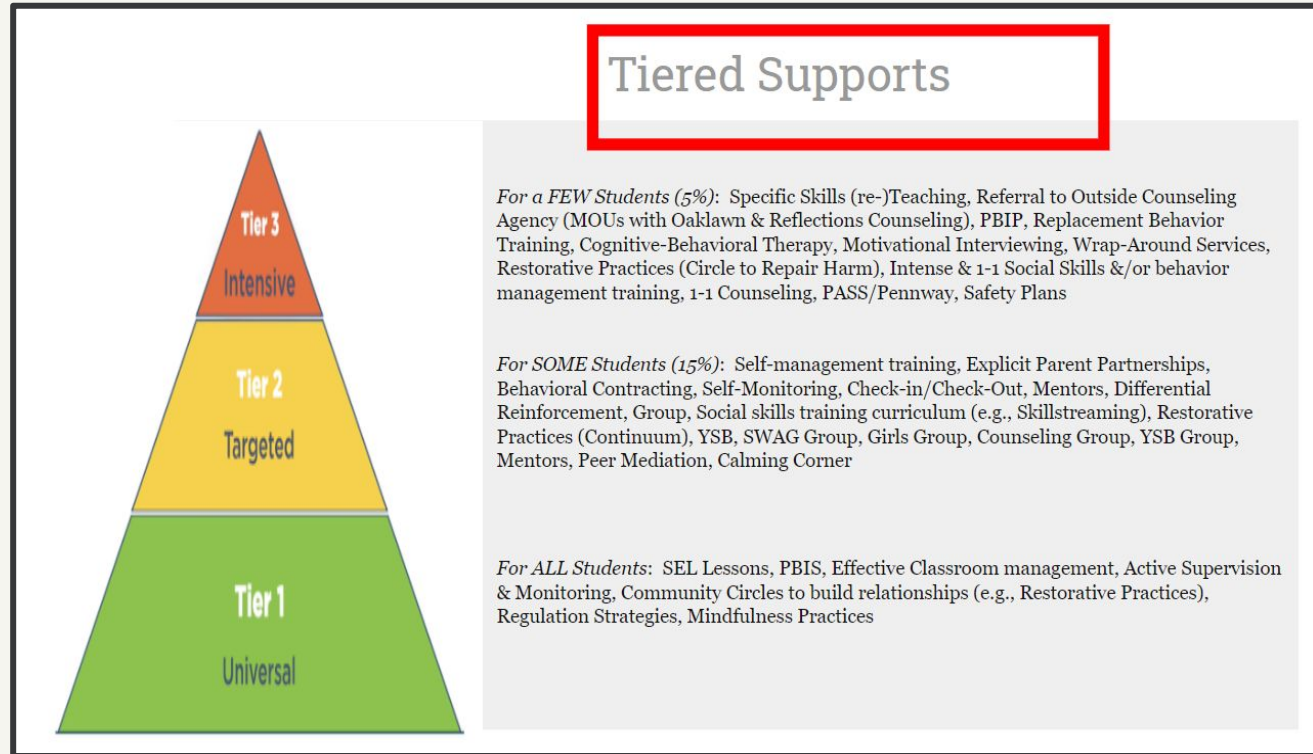 Tiered Supports
Tier 3
Intensive
For a FEW Students (5%): Specific Skills (re-)Teaching, Referral to Outside Counseling
Agency (MOUs with Oaklawn & Reflections Counseling), PBIP, Replacement Behavior
Training, Cognitive-Behavioral Therapy, Motivational Interviewing, Wrap-Around Services,
Restorative Practices (Circle to Repair Harm), Intense & 1-1 Social Skills &/or behavior
management training, 1-1 Counseling, PASS/Pennway, Safety Plans
Tier 2
Targeted
For SOME Students (15%): Self-management training, Explicit Parent Partnerships,
Behavioral Contracting, Self-Monitoring, Check-in/Check-Out, Mentors, Differential
Reinforcement, Group, Social skills training curriculum (e.g., Skillstreaming), Restorative
Practices (Continuum), YSB, SWAG Group, Girls Group, Counseling Group, YSB Group,
Mentors, Peer Mediation, Calming Corner
Tier 1
Universal
For ALL Students: SEL Lessons, PBIS, Effective Classroom management, Active Supervision
& Monitoring, Community Circles to build relationships (e.g., Restorative Practices),
Regulation Strategies, Mindfulness Practices